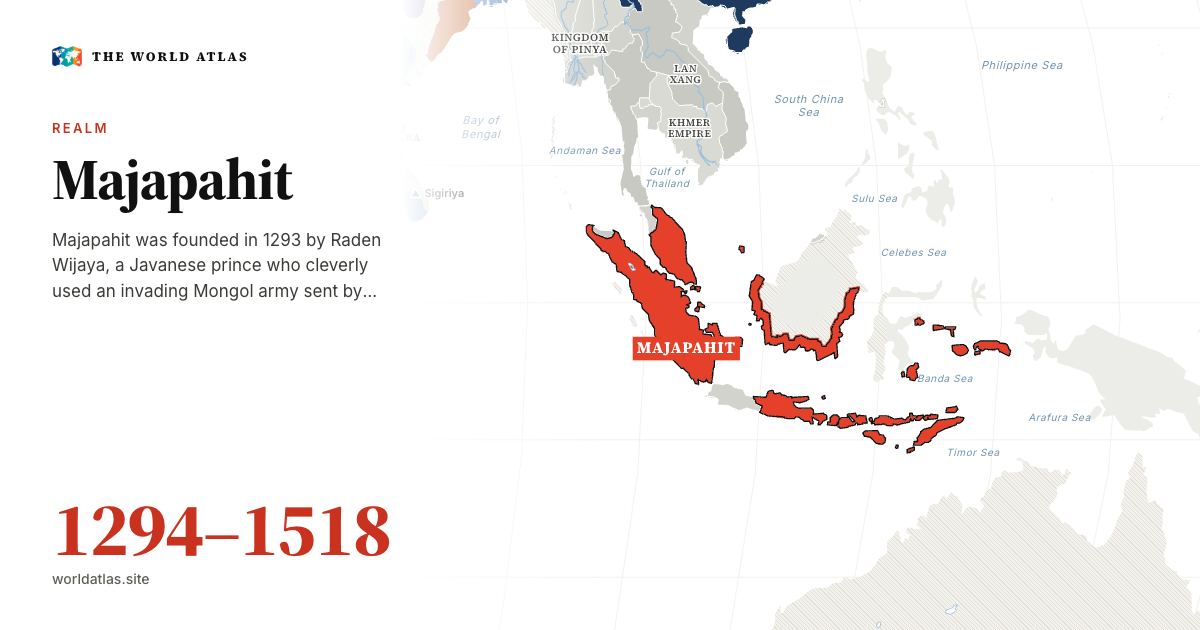 THE WORLD ATLAS
REALM
Majapahit
Majapahit was founded in 1293 by Raden
Wijaya, a Javanese prince who cleverly
used an invading Mongol army sent by...
1294–1518
worldatlas.site
KINGDOM
OF PINYA
LAN
XANG
KHMER
EMPIRE
Philippine Sea
South China
Sea
Bay of
Bengal
Andaman Sea
Gulf of
Thailand
Sigiriya
Sulu Sea
Celebes Sea
MAJAPAHIT
Banda Sea
Arafura Sea
Timor Sea